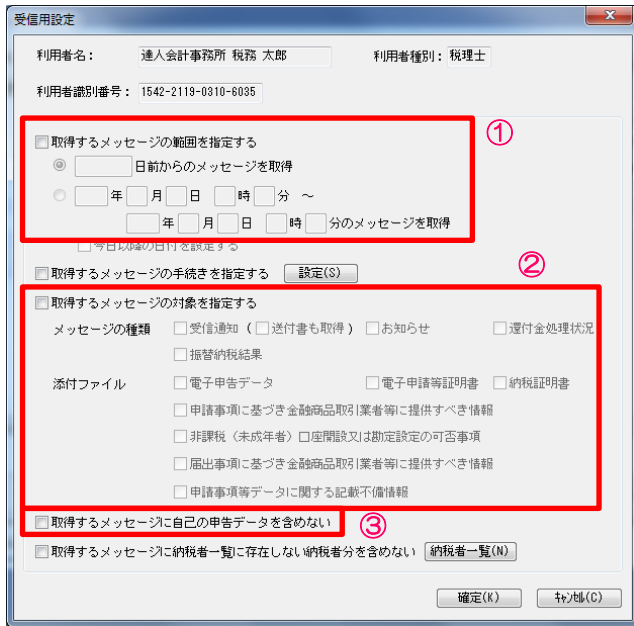 受信用設定
利用者名： 達人会計事務所 税務 太郎 利用者種別： 税理士
利用者識別番号： 1542-2119-0310-6035
①
取得するメッセージの範囲を指定する
日前からのメッセージを取得
年 月 日 時 分 ～
年 月 日 時 分のメッセージを取得
今日以降の日付を設定する
取得するメッセージの手続きを指定する 設定(S)
②
取得するメッセージの対象を指定する
メッセージの種類 受信通知 ( 送付書も取得 ) お知らせ 還付金処理状況
振替納税結果
添付ファイル 電子申告データ 電子申請等証明書 納税証明書
申請事項に基づき金融商品取引業者等に提供すべき情報
非課税（未成年者）口座開設又は勘定設定の可否事項
届出事項に基づき金融商品取引業者等に提供すべき情報
申請事項等データに関する記載不備情報
取得するメッセージに自己の申告データを含めない ③
取得するメッセージに納税者一覧に存在しない納税者分を含めない 納税者一覧(N)
確定(K) ｷｬﾝｾﾙ(C)